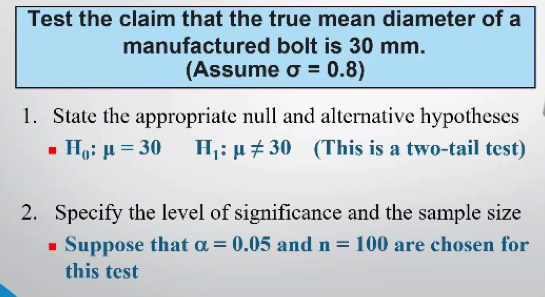 Test the claim that the true mean diameter of a
manufactured bolt is 30 mm.
(Assume σ = 0.8)
1. State the appropriate null and alternative hypotheses
▪ H₀: μ = 30 H₁: μ ≠ 30 (This is a two-tail test)
2. Specify the level of significance and the sample size
▪ Suppose that α = 0.05 and n = 100 are chosen for
this test